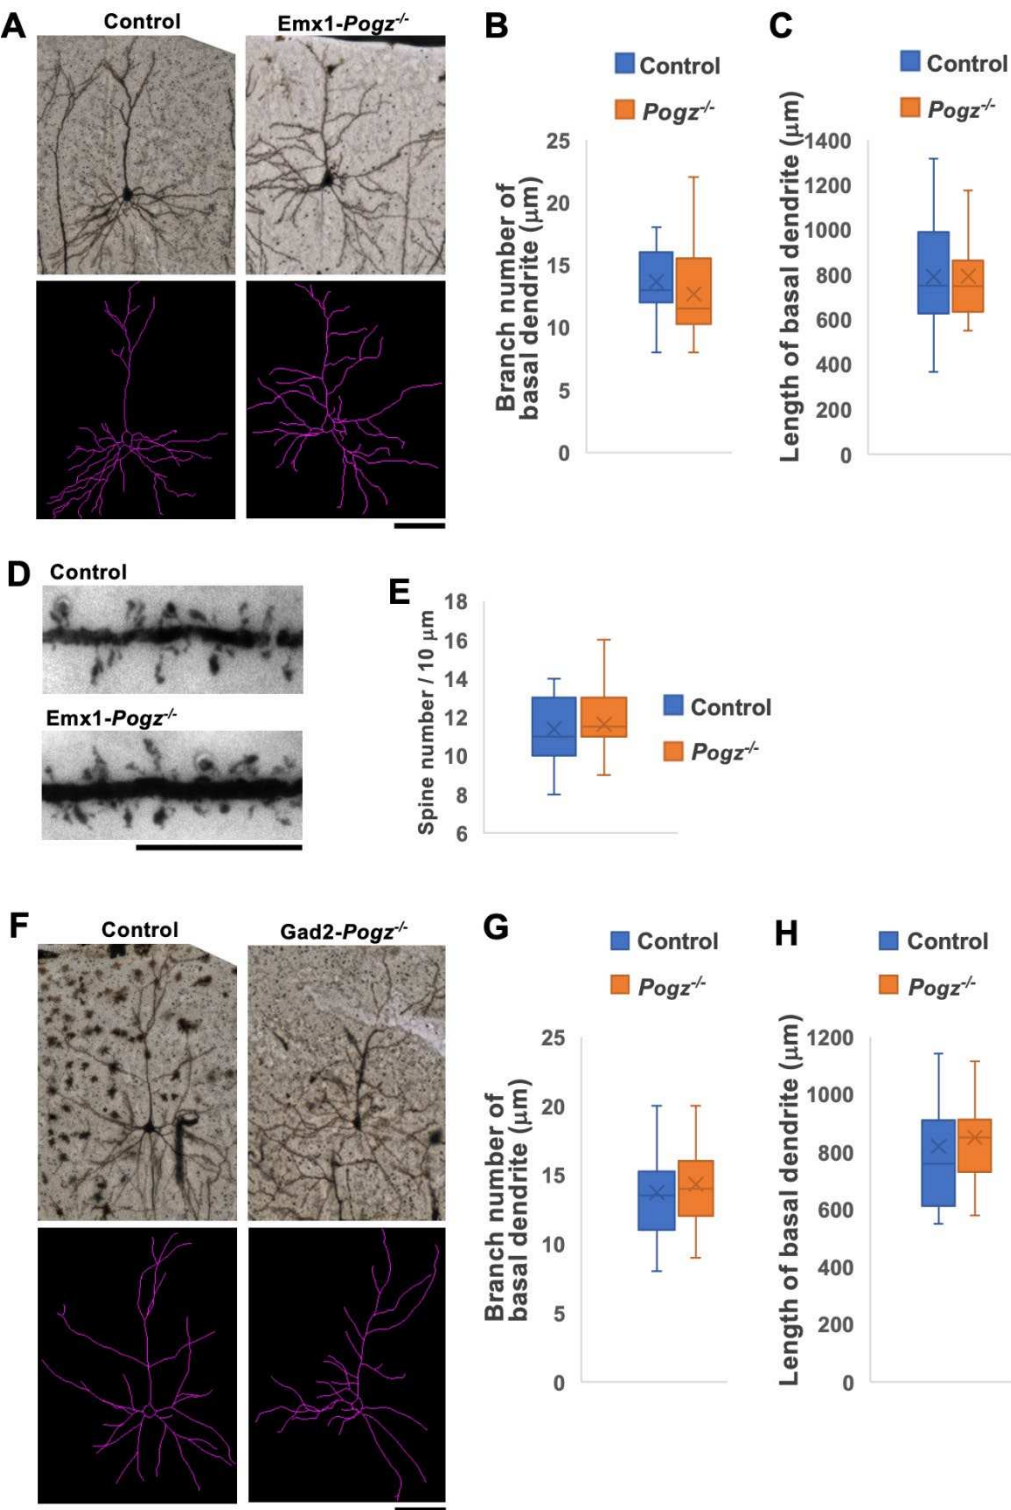 A
Control
Emx1-Pogz-/-
B
Control
Pogz-/-
Branch number of
basal dendrite (μm)
25
20
15
10
5
0
C
Control
Pogz-/-
Length of basal dendrite (μm)
1400
1200
1000
800
600
400
200
0
D
Control
Emx1-Pogz-/-
E
Spine number / 10 μm
18
16
14
12
10
8
6
Control
Pogz-/-
F
Control
Gad2-Pogz-/-
G
Control
Pogz-/-
Branch number of
basal dendrite (μm)
25
20
15
10
5
0
H
Control
Pogz-/-
Length of basal dendrite (μm)
1200
1000
800
600
400
200
0